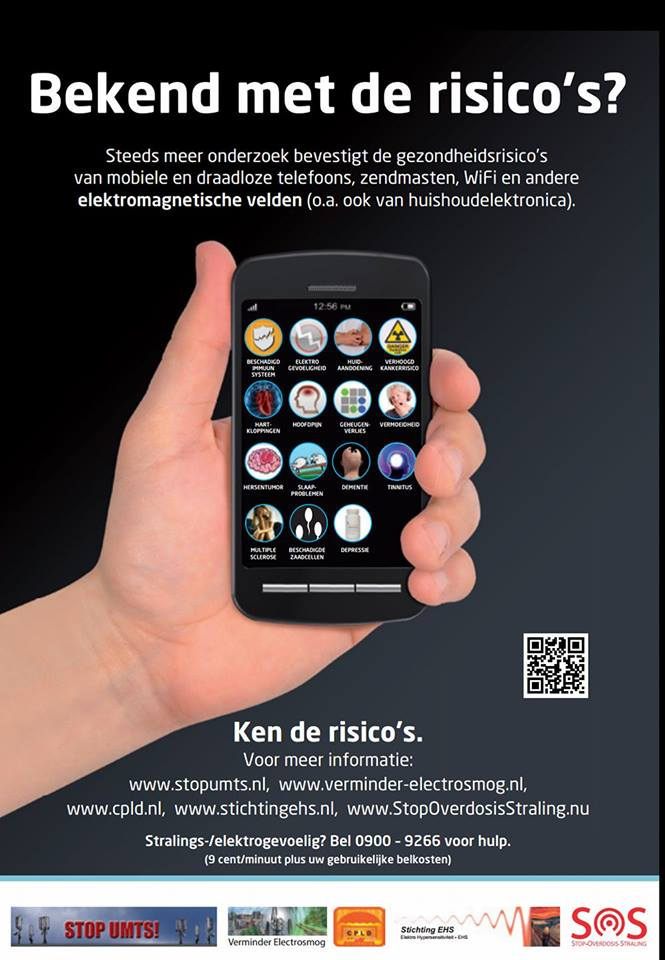 Bekend met de risico's?
Steeds meer onderzoek bevestigt de gezondheidsrisico's
van mobiele en draadloze telefoons, zendmasten, WiFi en andere
elektromagnetische velden (o.a. ook van huishoudelektronica).
12:56 PM
DANGER
BESCHADIGD
IMMUUN
SYSTEEM
ELEKTRO
GEVOELIGHEID
HUID-
AANDOENING
VERHOOGD
KANKERRISICO
HART-
KLOPPINGEN
HOOFDPIJN
GEHEUGEN-
VERLIES
VERMOEIDHEID
HERSENTUMOR
SLAAP-
PROBLEMEN
DEMENTIE
TINNITUS
MULTIPLE
SCLEROSE
BESCHADIGDE
ZAADCELLEN
DEPRESSIE
Ken de risico's.
Voor meer informatie:
www.stopumts.nl, www.verminder-electrosmog.nl,
www.cpld.nl, www.stichtingehs.nl, www.StopOverdosisStraling.nu
Stralings-/elektrogevoelig? Bel 0900 - 9266 voor hulp.
(9 cent/minuut plus uw gebruikelijke belkosten)
STOP UMTS!
Verminder Electrosmog
CPLD
Stichting EHS
Elektro Hypersensitiviteit - EHS
SOS
STOP-OVERDOSIS-STRALING